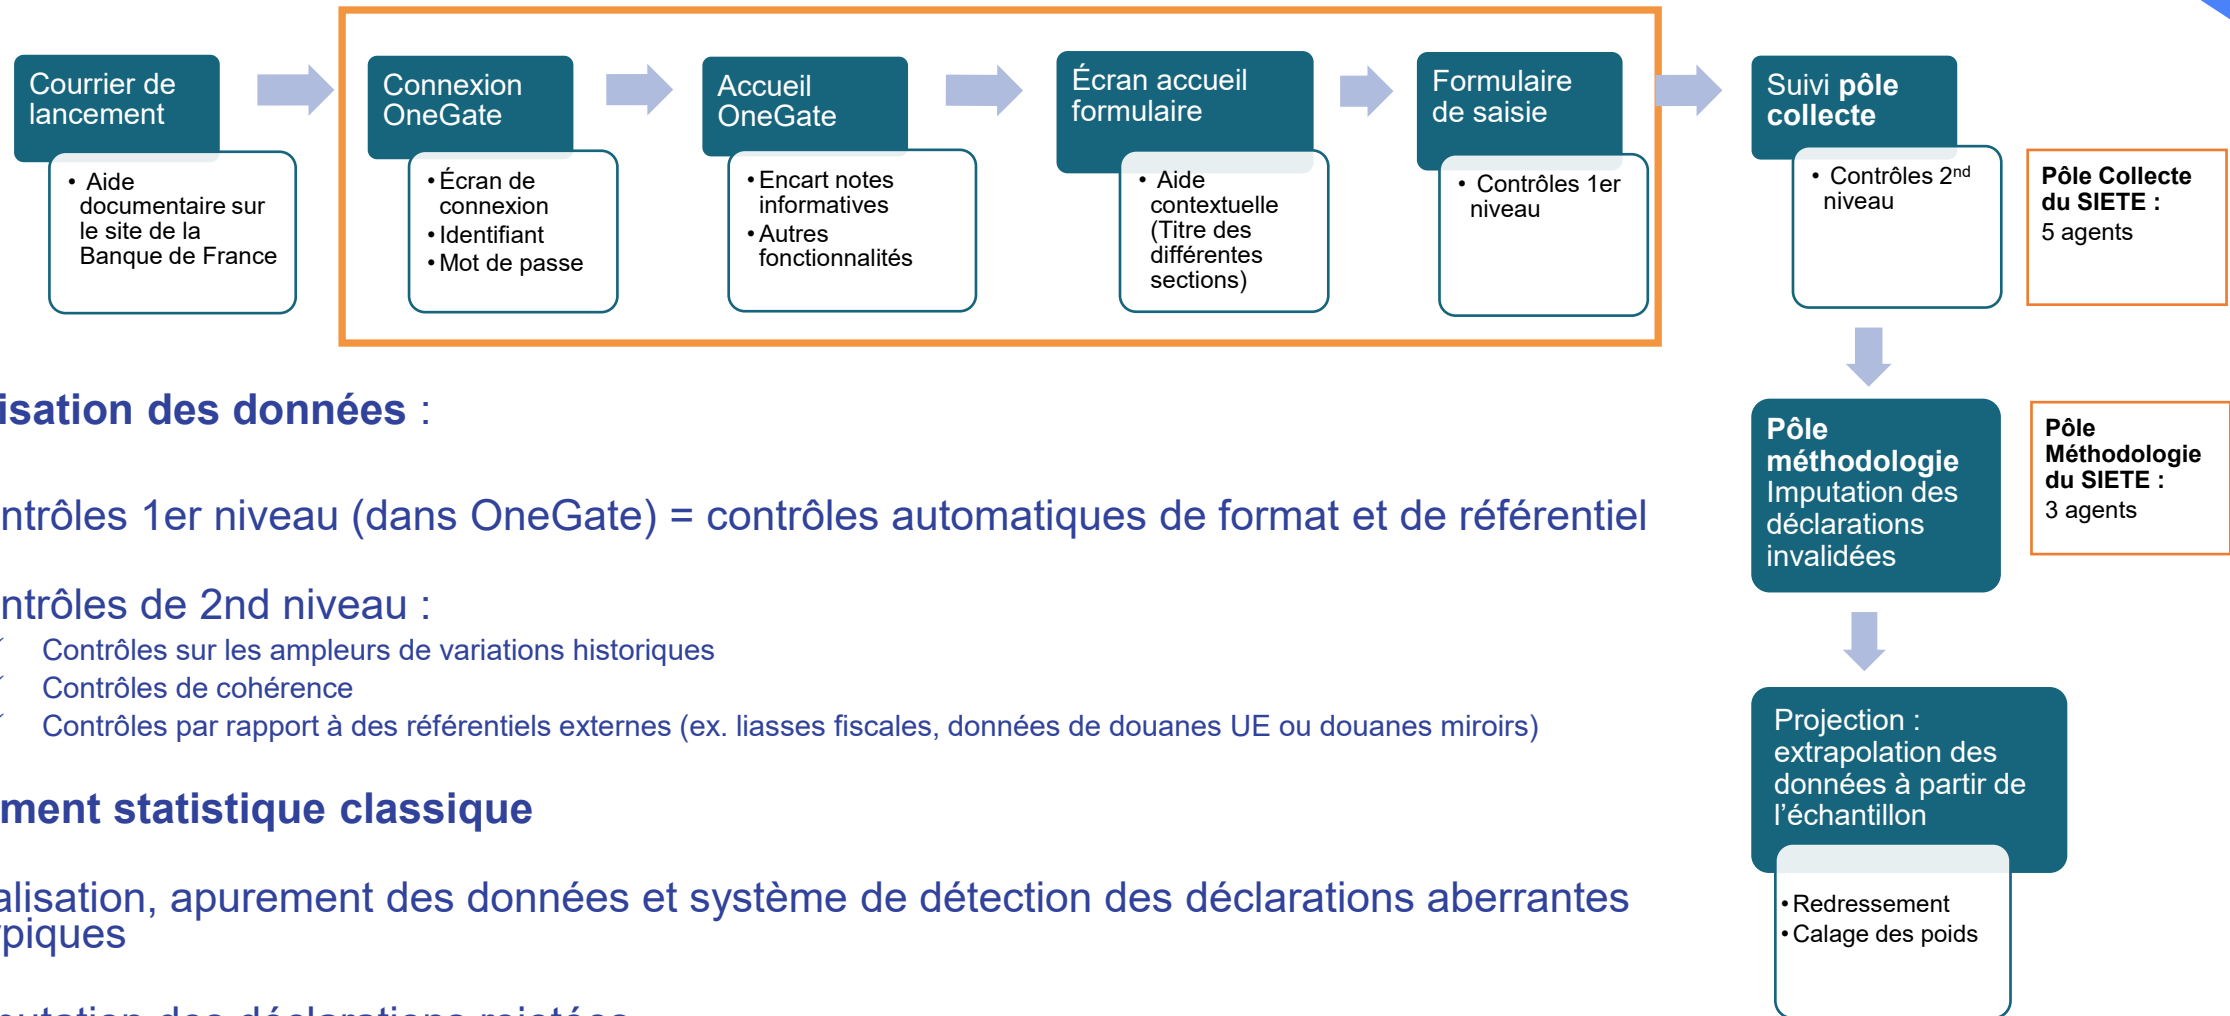 Courrier de
lancement
• Aide
documentaire sur
le site de la
Banque de France
Connexion
OneGate
• Écran de
connexion
• Identifiant
• Mot de passe
Accueil
OneGate
• Encart notes
informatives
• Autres
fonctionnalités
Écran accueil
formulaire
• Aide
contextuelle
(Titre des
différentes
sections)
Formulaire
de saisie
• Contrôles 1er
niveau
Suivi pôle
collecte
• Contrôles 2nd
niveau
Pôle Collecte
du SIETE :
5 agents
Pôle
méthodologie
Imputation des
déclarations
invalidées
Pôle
Méthodologie
du SIETE :
3 agents
Projection :
extrapolation des
données à partir de
l'échantillon
• Redressement
• Calage des poids
isation des données :
ntrôles 1er niveau (dans OneGate) = contrôles automatiques de format et de référentiel
ntrôles de 2nd niveau :
Contrôles sur les ampleurs de variations historiques
Contrôles de cohérence
Contrôles par rapport à des référentiels externes (ex. liasses fiscales, données de douanes UE ou douanes miroirs)
ment statistique classique
alisation, apurement des données et système de détection des déclarations aberrantes
piques
utation des déclarations rejetées